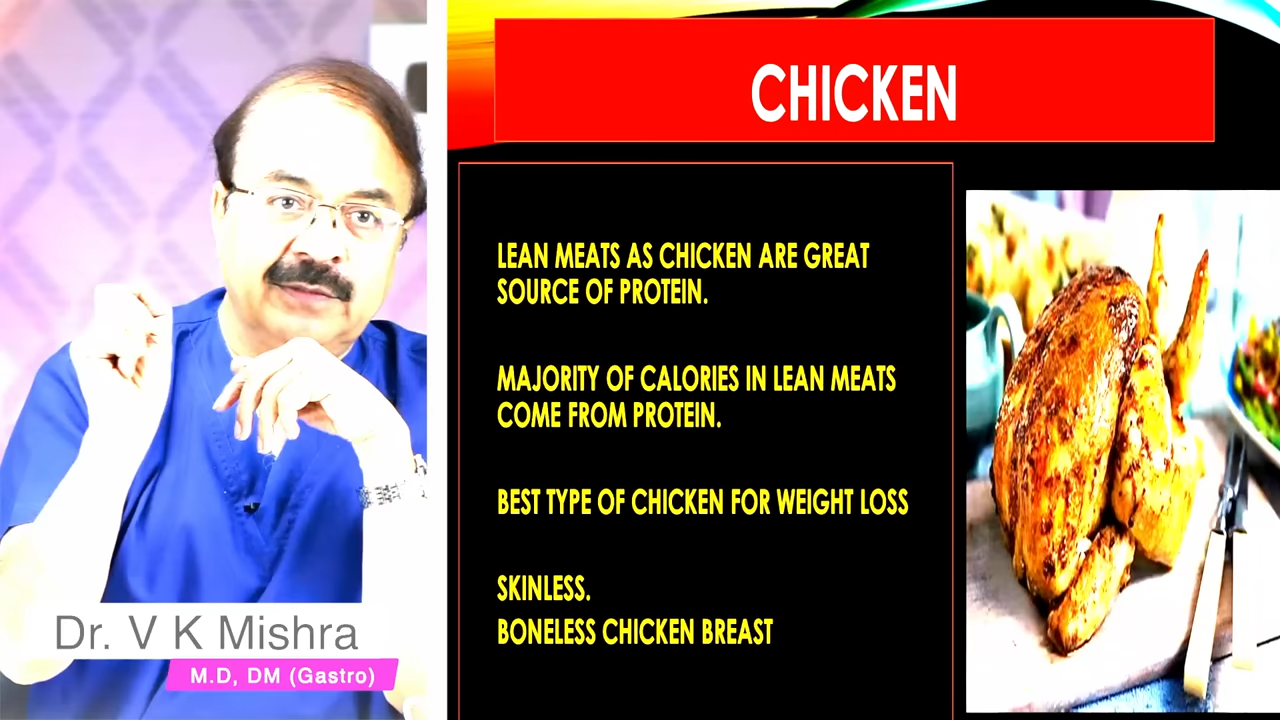 CHICKEN
LEAN MEATS AS CHICKEN ARE GREAT
SOURCE OF PROTEIN.
MAJORITY OF CALORIES IN LEAN MEATS
COME FROM PROTEIN.
BEST TYPE OF CHICKEN FOR WEIGHT LOSS
SKINLESS.
BONELESS CHICKEN BREAST
Dr. V K Mishra
M.D, DM (Gastro)